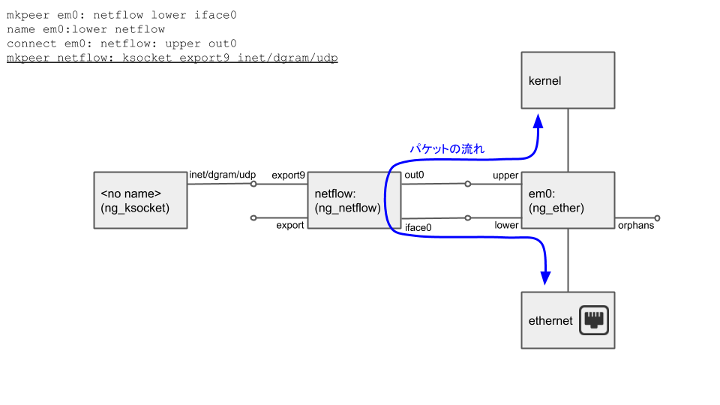 mkpeer em0: netflow lower iface0
name em0:lower netflow
connect em0: netflow: upper out0
mkpeer netflow: ksocket export9 inet/dgram/udp
kernel
パケットの流れ
inet/dgram/udp
export9
out0
upper
<no name>
(ng_ksocket)
netflow:
(ng_netflow)
em0:
(ng_ether)
export
iface0
lower
orphans
ethernet